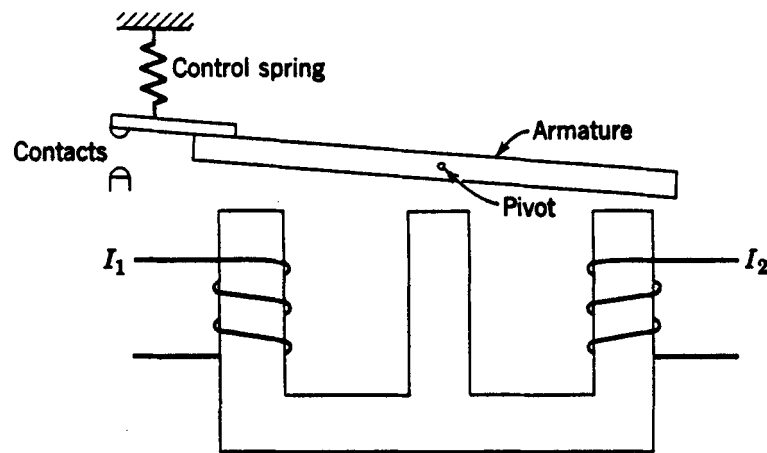 Control spring
Armature
Contacts
Pivot
I₁
I₂